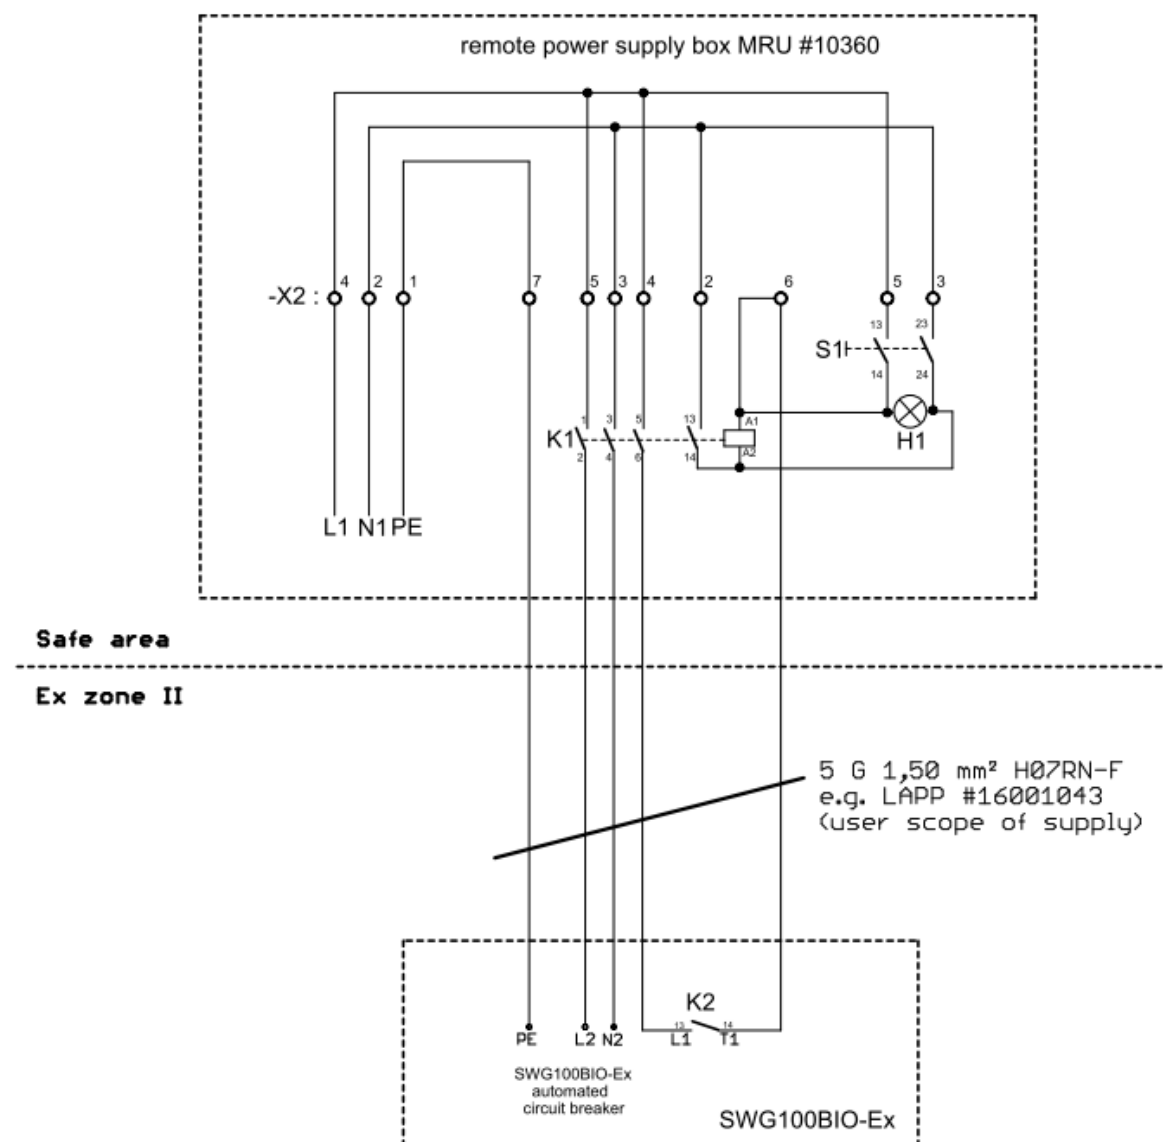 remote power supply box MRU #10360
-X2 : 4 2 1 7 5 3 4 2 6 5 3
13 23
S1
14 24
1 3 5 13 A1
K1 H1
2 4 6 14 A2
L1 N1 PE
Safe area
Ex zone II
5 G 1,50 mm² H07RN-F
e.g. LAPP #16001043
(user scope of supply)
K2
13 14
PE L2 N2 L1 T1
SWG100BIO-Ex
automated
circuit breaker
SWG100BIO-Ex